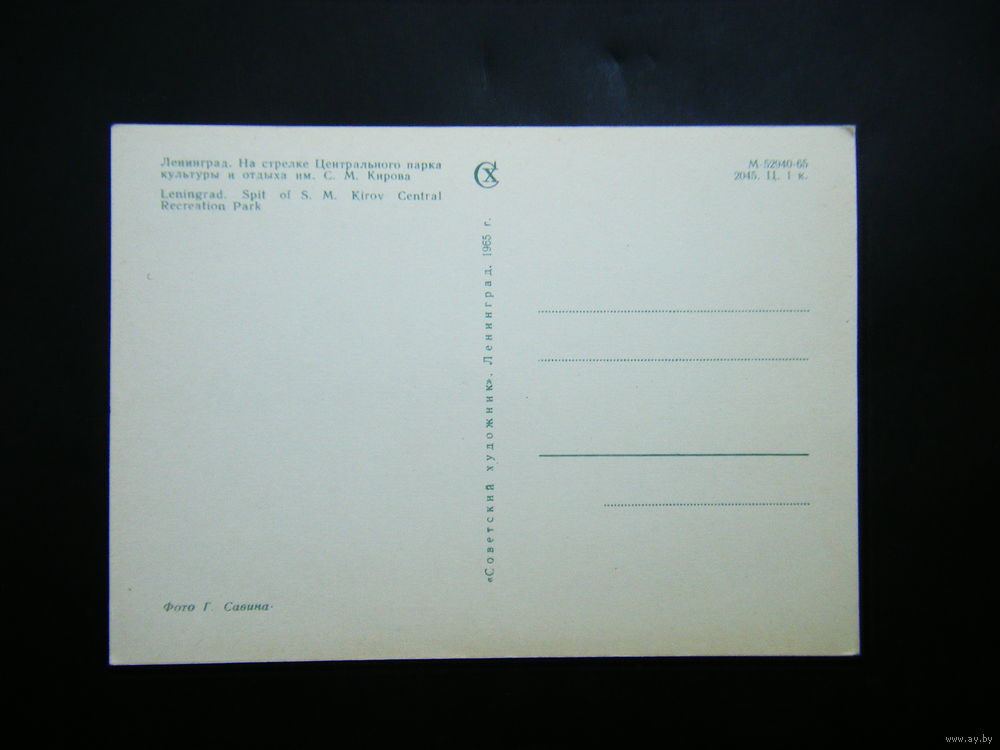 Ленинград. На стрелке Центрального парка
культуры и отдыха им. С. М. Кирова
Leningrad. Spit of S. M. Kirov Central
Recreation Park
СХ
М-52940-65
2045. Ц. 1 к.
«Советский художник». Ленинград. 1965 г.
Фото Г. Савина
www.ay.by